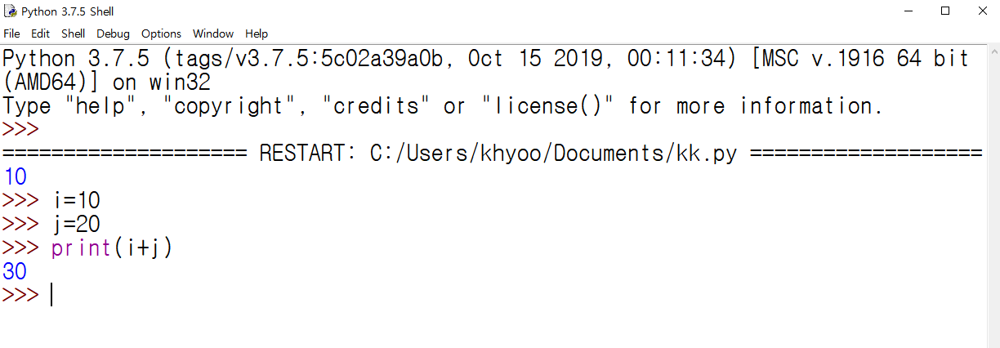 Python 3.7.5 Shell
File Edit Shell Debug Options Window Help
Python 3.7.5 (tags/v3.7.5:5c02a39a0b, Oct 15 2019, 00:11:34) [MSC v.1916 64 bit
(AMD64)] on win32
Type "help", "copyright", "credits" or "license()" for more information.
>>>
==================== RESTART: C:/Users/khyoo/Documents/kk.py ===================
10
>>> i=10
>>> j=20
>>> print(i+j)
30
>>>